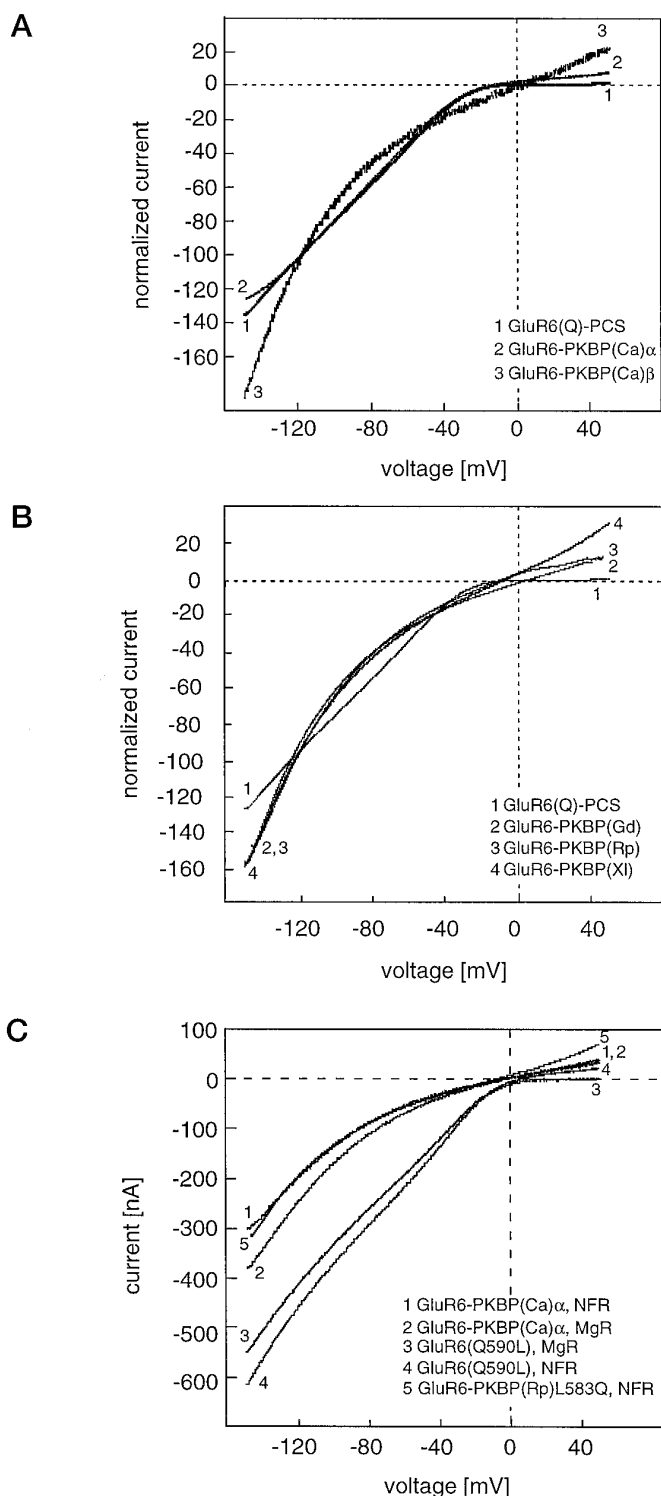 A
normalized current
20
0
-20
-40
-60
-80
-100
-120
-140
-160
3
2
1
2
1
3
1 GluR6(Q)-PCS
2 GluR6-PKBP(Ca)α
3 GluR6-PKBP(Ca)β
-120 -80 -40 0 40
voltage [mV]
B
normalized current
20
0
-20
-40
-60
-80
-100
-120
-140
-160
4
3
2
1
1
2,3
4
1 GluR6(Q)-PCS
2 GluR6-PKBP(Gd)
3 GluR6-PKBP(Rp)
4 GluR6-PKBP(Xl)
-120 -80 -40 0 40
voltage [mV]
C
current [nA]
100
0
-100
-200
-300
-400
-500
-600
5
1,2
4
3
1
5
2
3
4
1 GluR6-PKBP(Ca)α, NFR
2 GluR6-PKBP(Ca)α, MgR
3 GluR6(Q590L), MgR
4 GluR6(Q590L), NFR
5 GluR6-PKBP(Rp)L583Q, NFR
-120 -80 -40 0 40
voltage [mV]